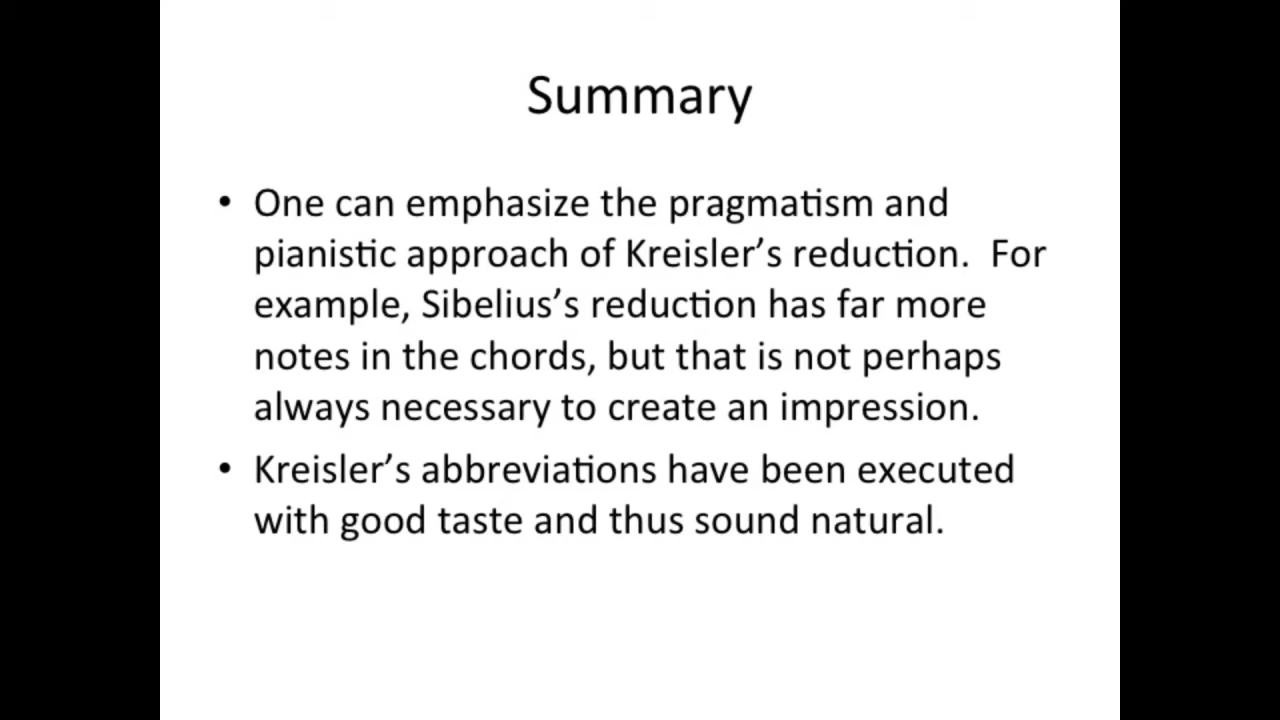 Summary
• One can emphasize the pragmatism and
pianistic approach of Kreisler’s reduction.  For
example, Sibelius’s reduction has far more
notes in the chords, but that is not perhaps
always necessary to create an impression.
• Kreisler’s abbreviations have been executed
with good taste and thus sound natural.